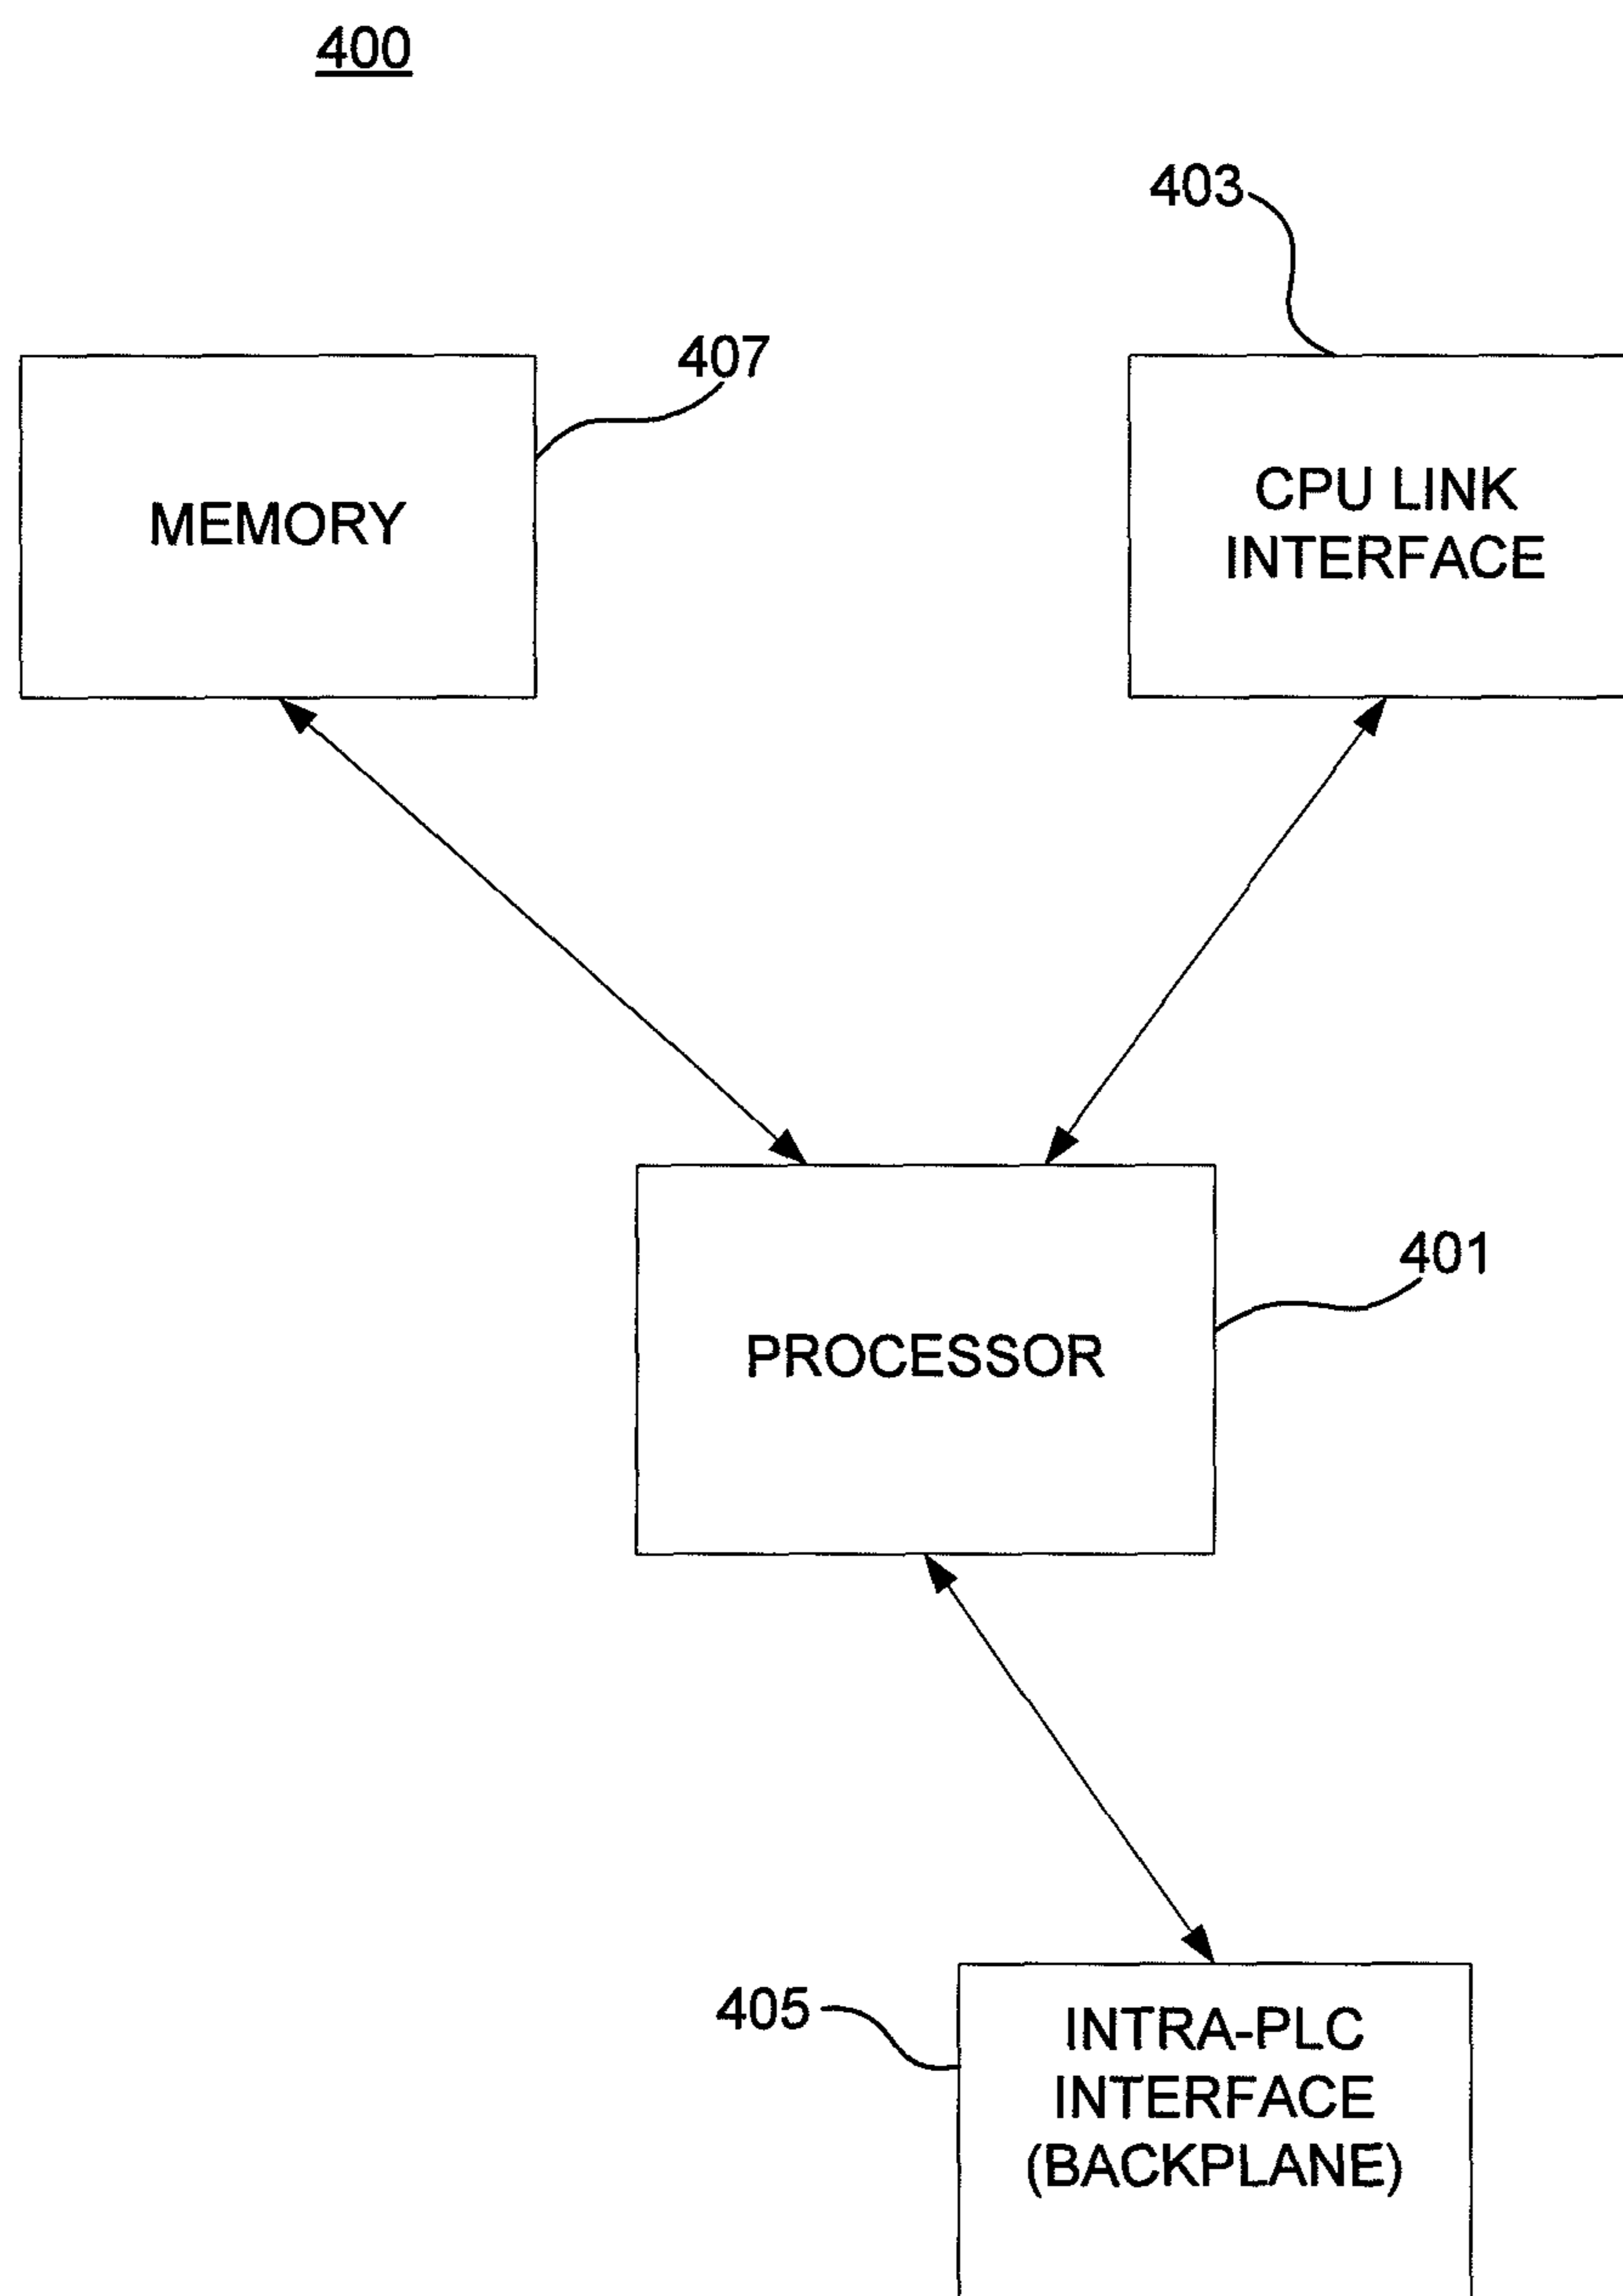 400
403
407
MEMORY
CPU LINK
INTERFACE
401
PROCESSOR
405
INTRA-PLC
INTERFACE
(BACKPLANE)